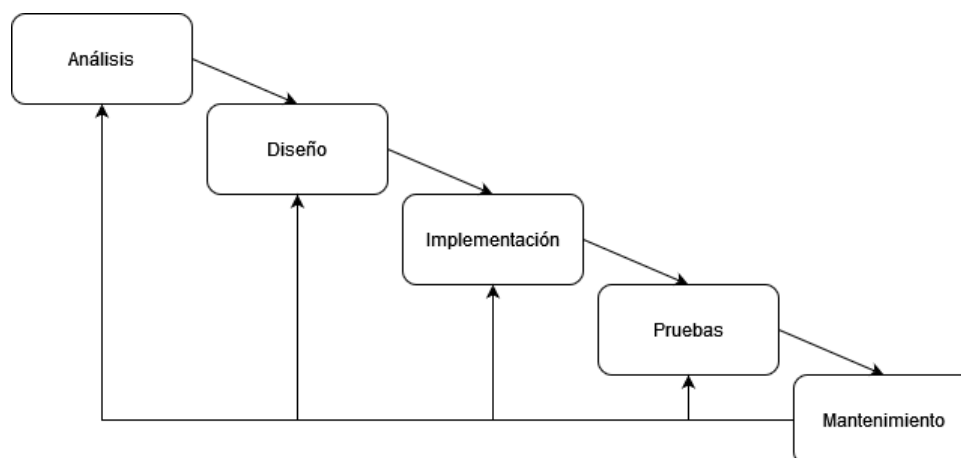 Análisis
Diseño
Implementación
Pruebas
Mantenimiento